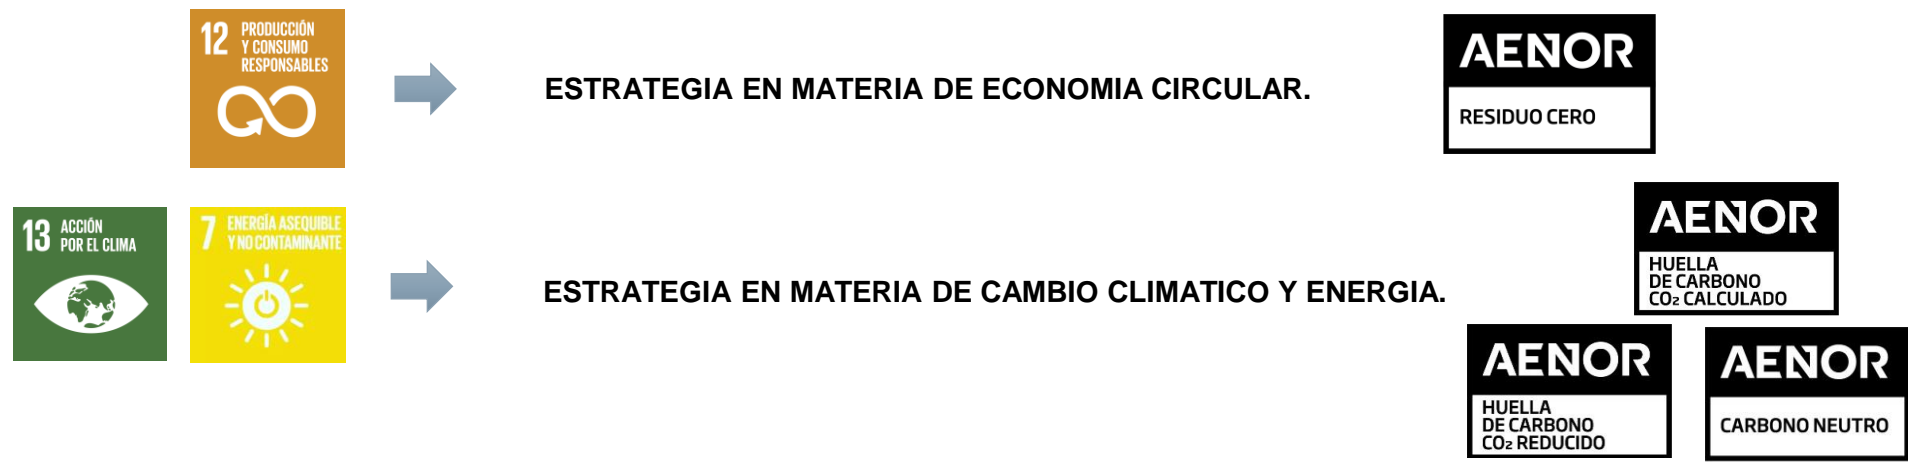 12 PRODUCCIÓN
Y CONSUMO
RESPONSABLES
ESTRATEGIA EN MATERIA DE ECONOMIA CIRCULAR.
AENOR
RESIDUO CERO
13 ACCIÓN
POR EL CLIMA
7 ENERGÍA ASEQUIBLE
Y NO CONTAMINANTE
ESTRATEGIA EN MATERIA DE CAMBIO CLIMATICO Y ENERGIA.
AENOR
HUELLA
DE CARBONO
CO₂ CALCULADO
AENOR
HUELLA
DE CARBONO
CO₂ REDUCIDO
AENOR
CARBONO NEUTRO